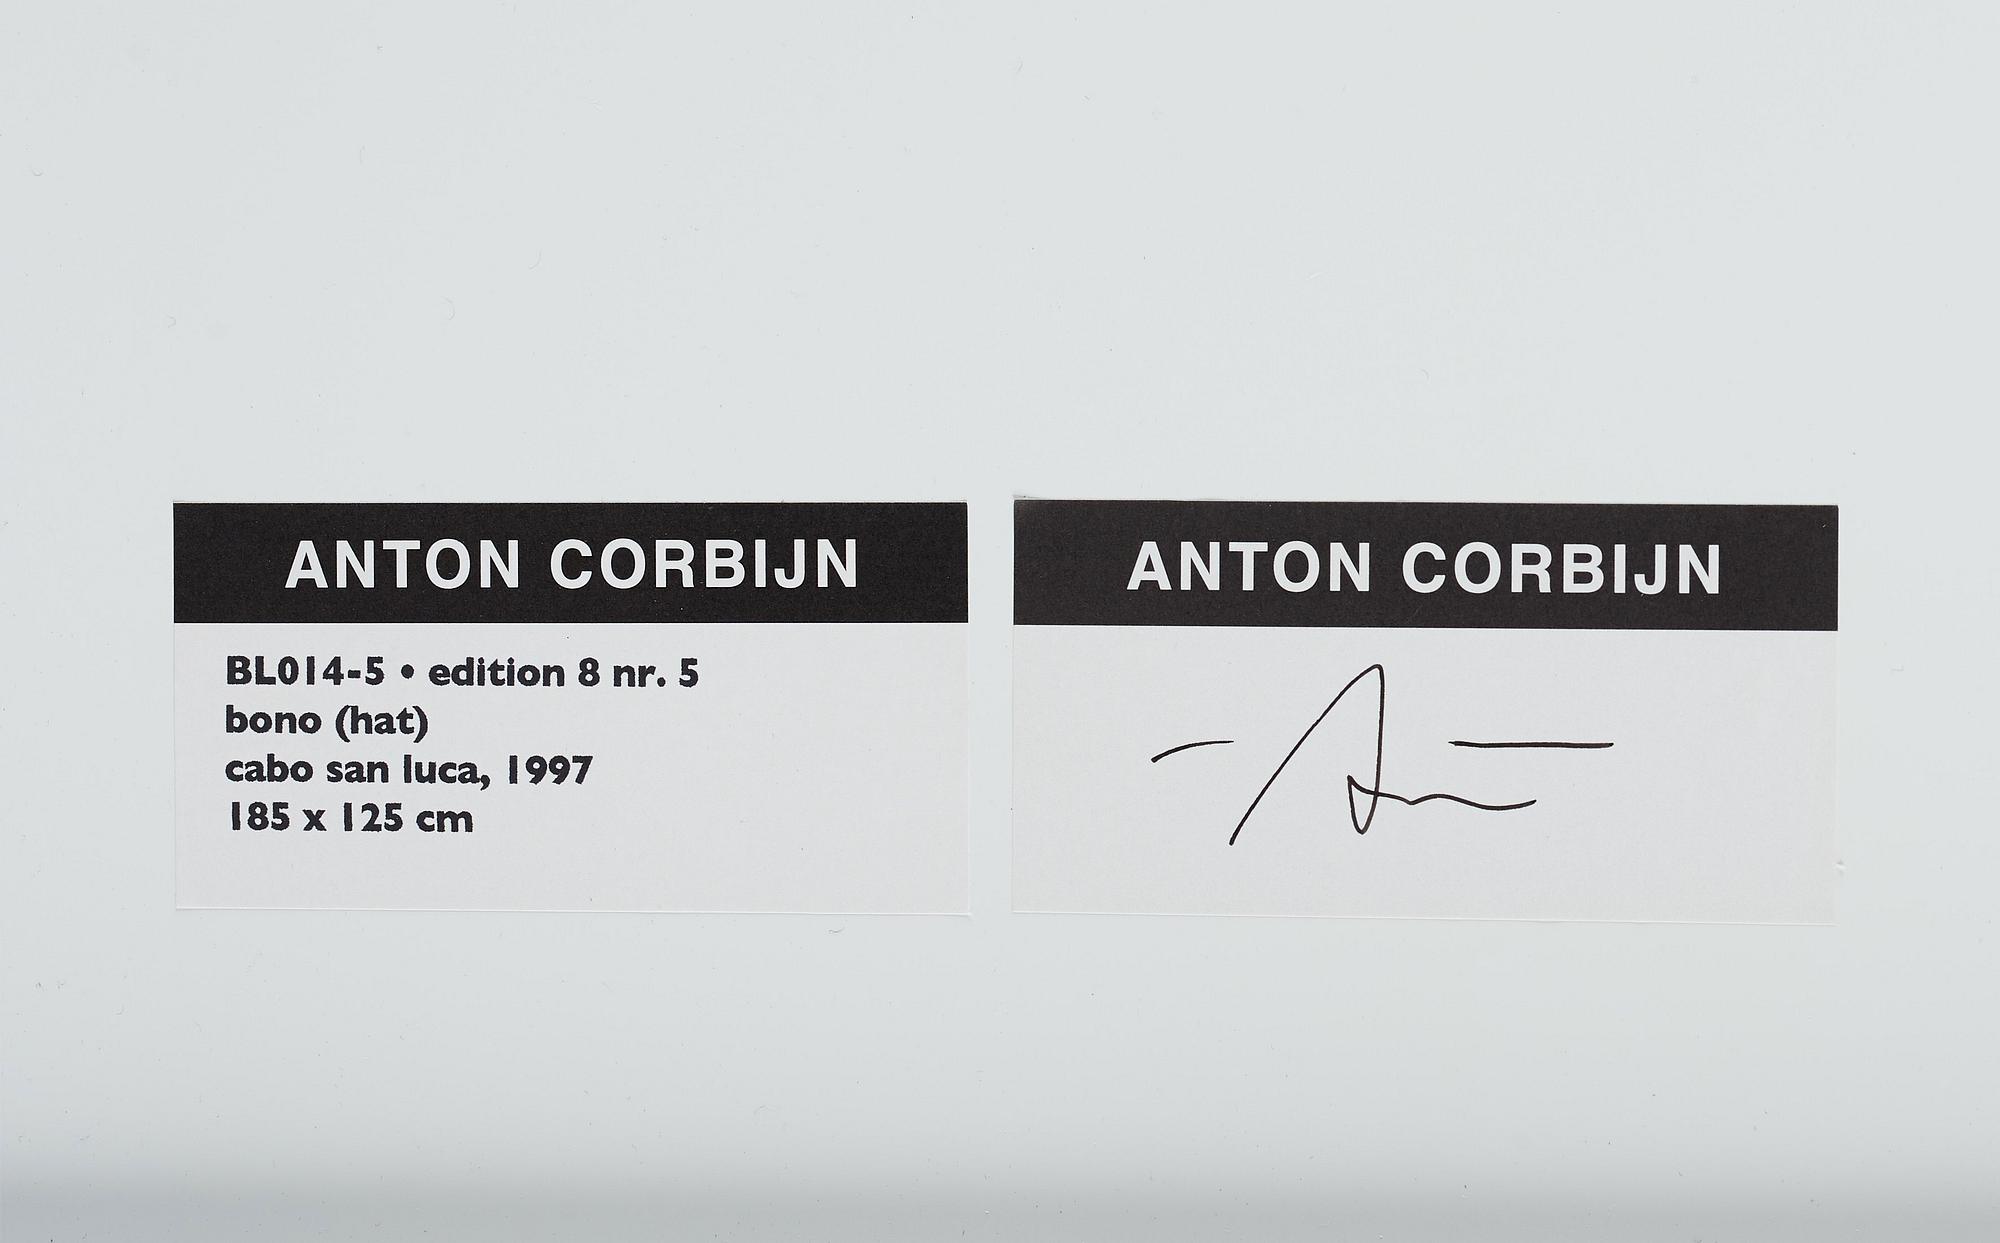 ANTON CORBIJN
BL014-5 • edition 8 nr. 5
bono (hat)
cabo san luca, 1997
185 x 125 cm
ANTON CORBIJN